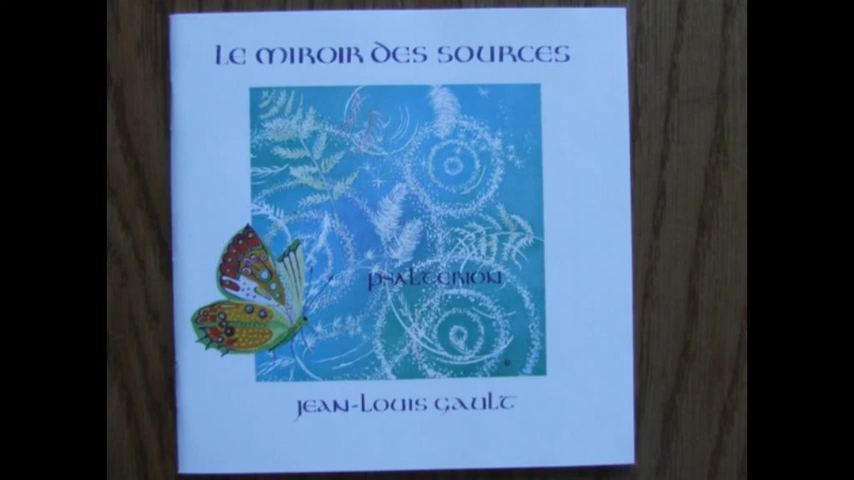 LE MIROIR DES SOURCES
PSALTERION
JEAN-LOUIS GAULT